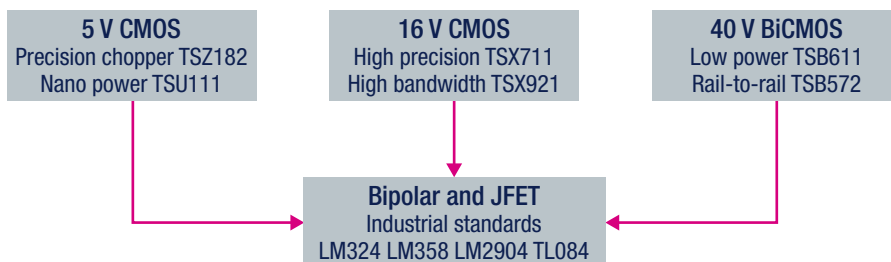 5 V CMOS
Precision chopper TSZ182
Nano power TSU111
16 V CMOS
High precision TSX711
High bandwidth TSX921
40 V BiCMOS
Low power TSB611
Rail-to-rail TSB572
Bipolar and JFET
Industrial standards
LM324 LM358 LM2904 TL084